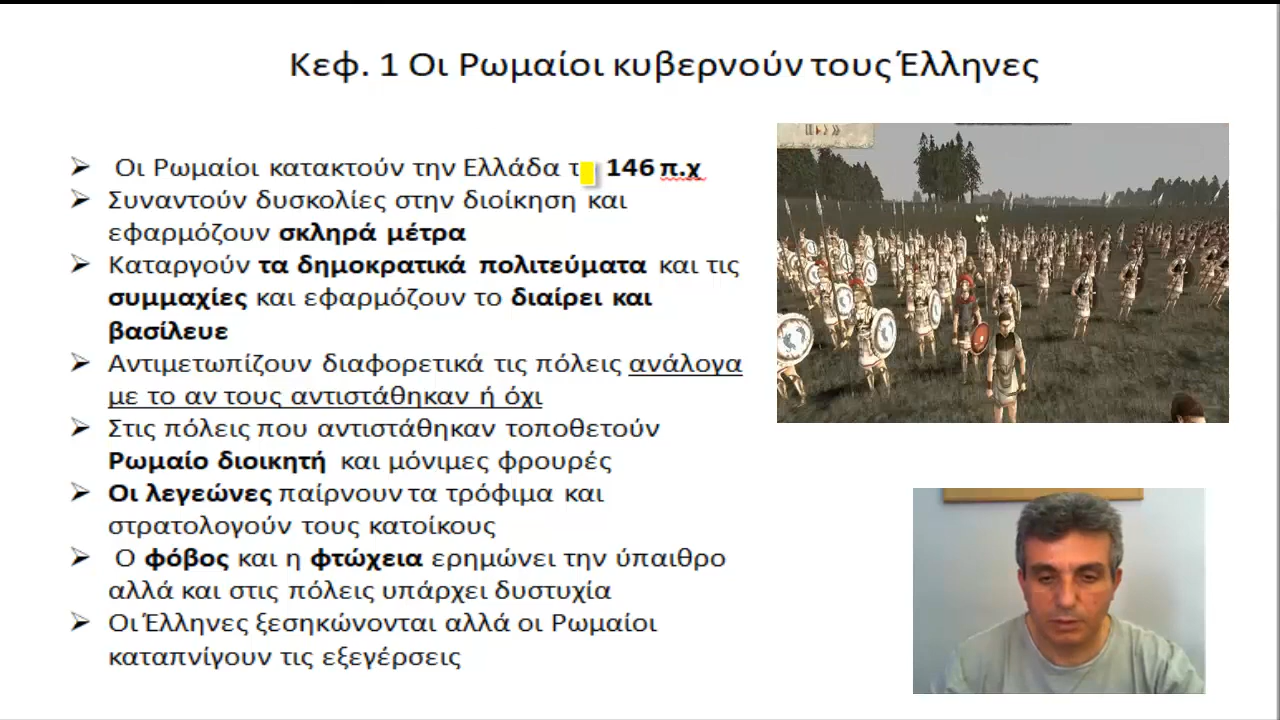 Κεφ. 1 Οι Ρωμαίοι κυβερνούν τους Έλληνες
Οι Ρωμαίοι κατακτούν την Ελλάδα 146 π.χ
Συναντούν δυσκολίες στην διοίκηση και
εφαρμόζουν σκληρά μέτρα
Καταργούν τα δημοκρατικά πολιτεύματα και τις
συμμαχίες και εφαρμόζουν το διαίρει και
βασίλευε
Αντιμετωπίζουν διαφορετικά τις πόλεις ανάλογα
με το αν τους αντιστάθηκαν ή όχι
Στις πόλεις που αντιστάθηκαν τοποθετούν
Ρωμαίο διοικητή και μόνιμες φρουρές
Οι λεγεώνες παίρνουν τα τρόφιμα και
στρατολογούν τους κατοίκους
Ο φόβος και η φτώχεια ερημώνει την ύπαιθρο
αλλά και στις πόλεις υπάρχει δυστυχία
Οι Έλληνες ξεσηκώνονται αλλά οι Ρωμαίοι
καταπνίγουν τις εξεγέρσεις